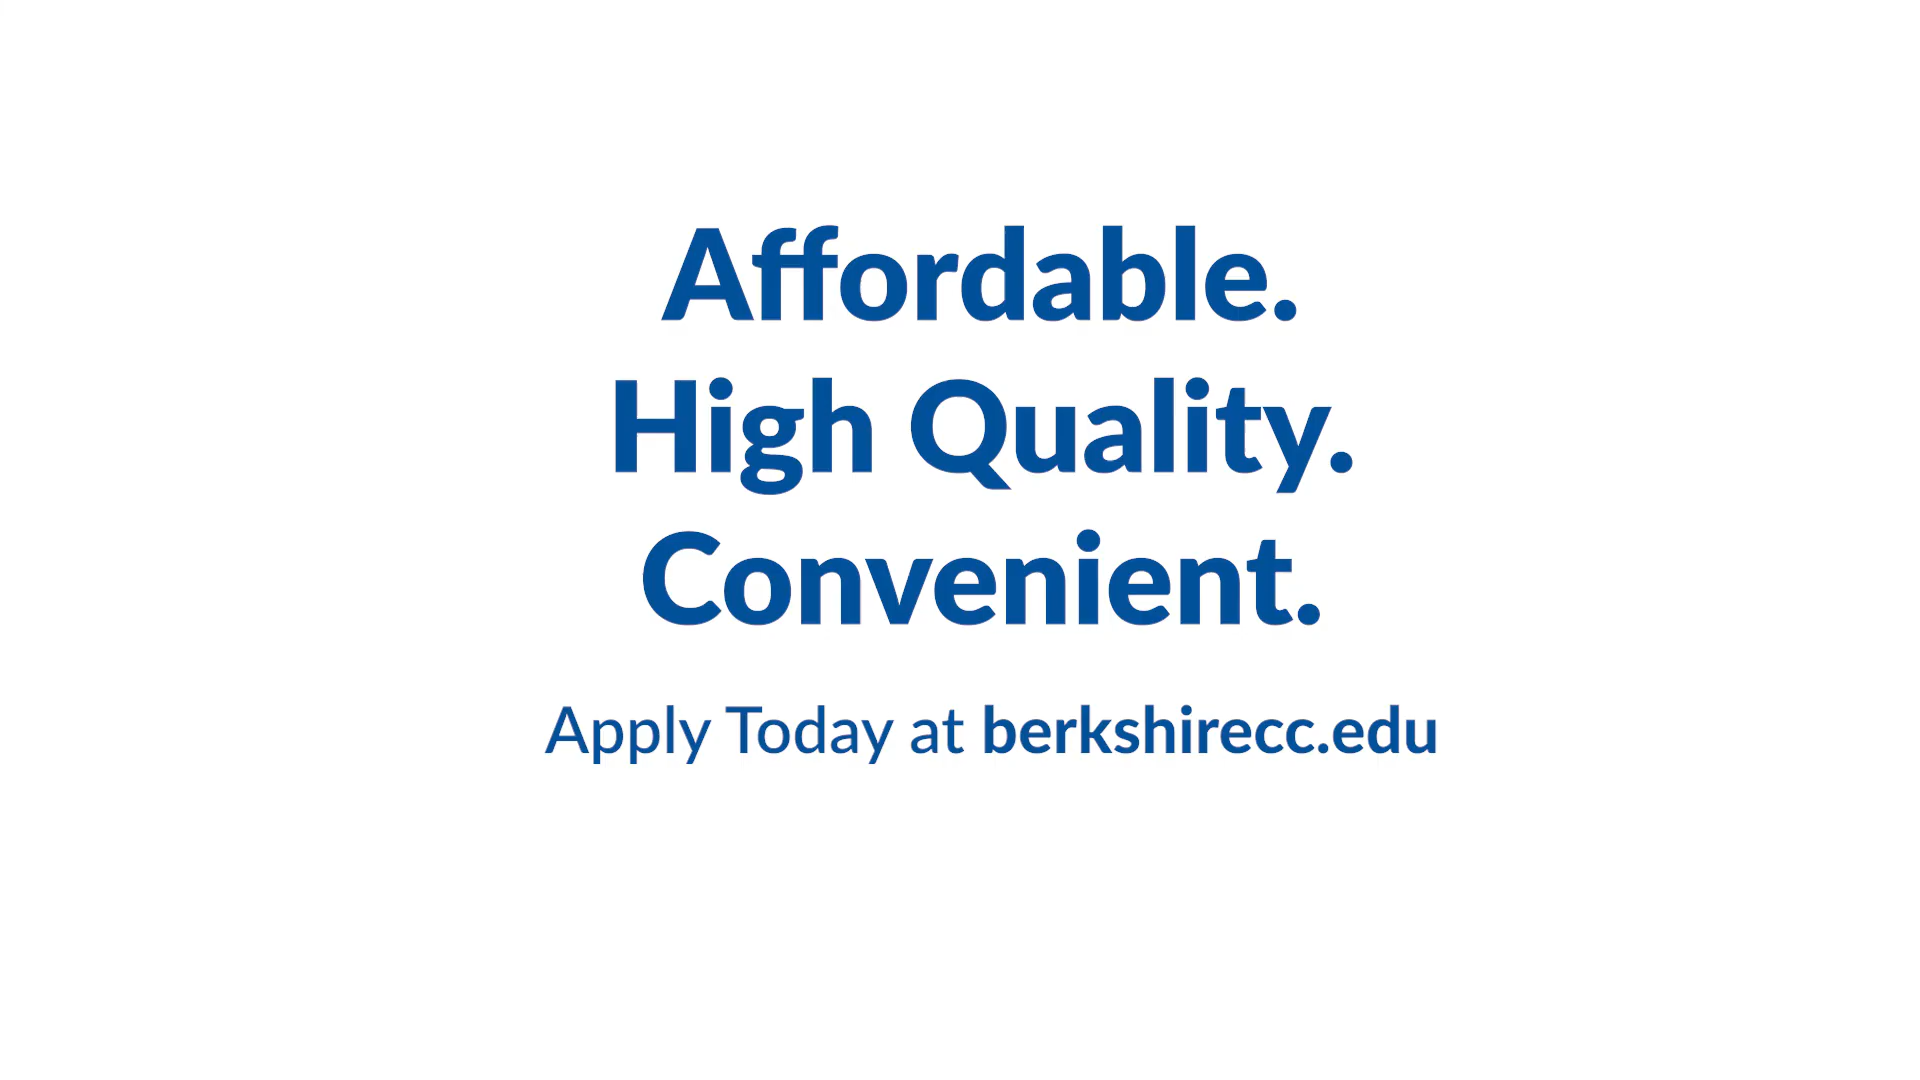 Affordable.
High Quality.
Convenient.
Apply Today at berkshirecc.edu